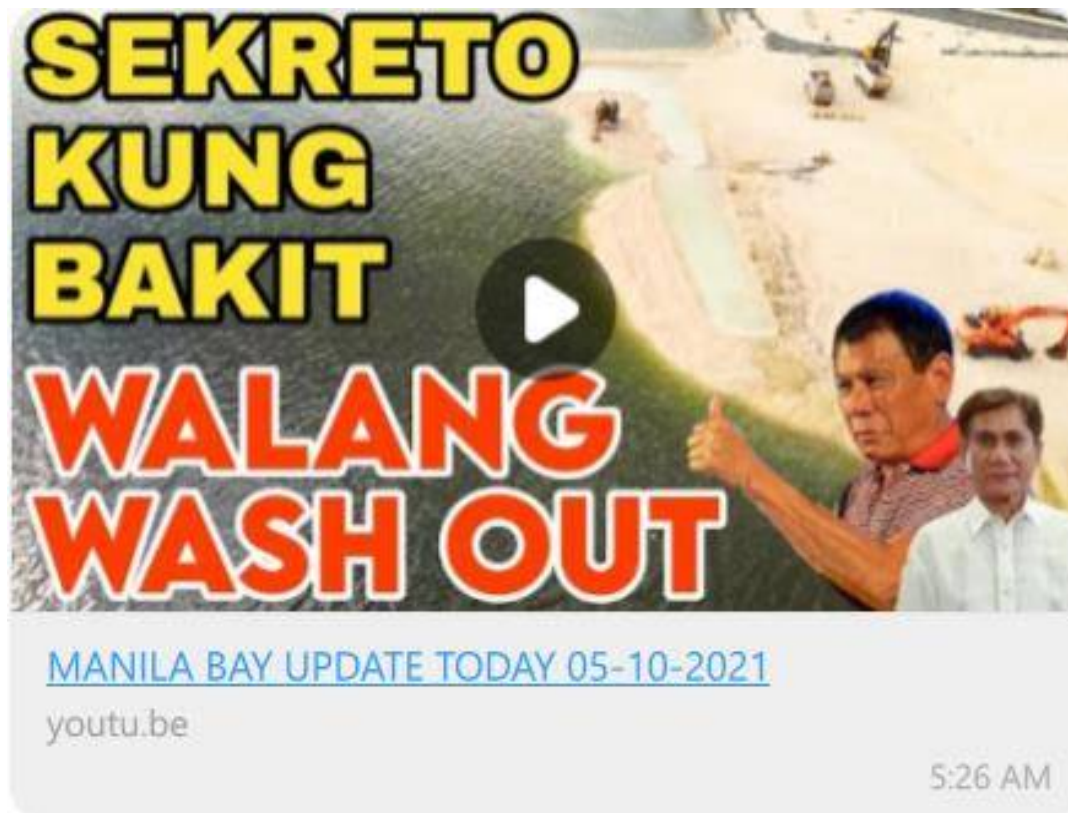 SEKRETO
KUNG
BAKIT
WALANG
WASH OUT
MANILA BAY UPDATE TODAY 05-10-2021
youtu.be
5:26 AM